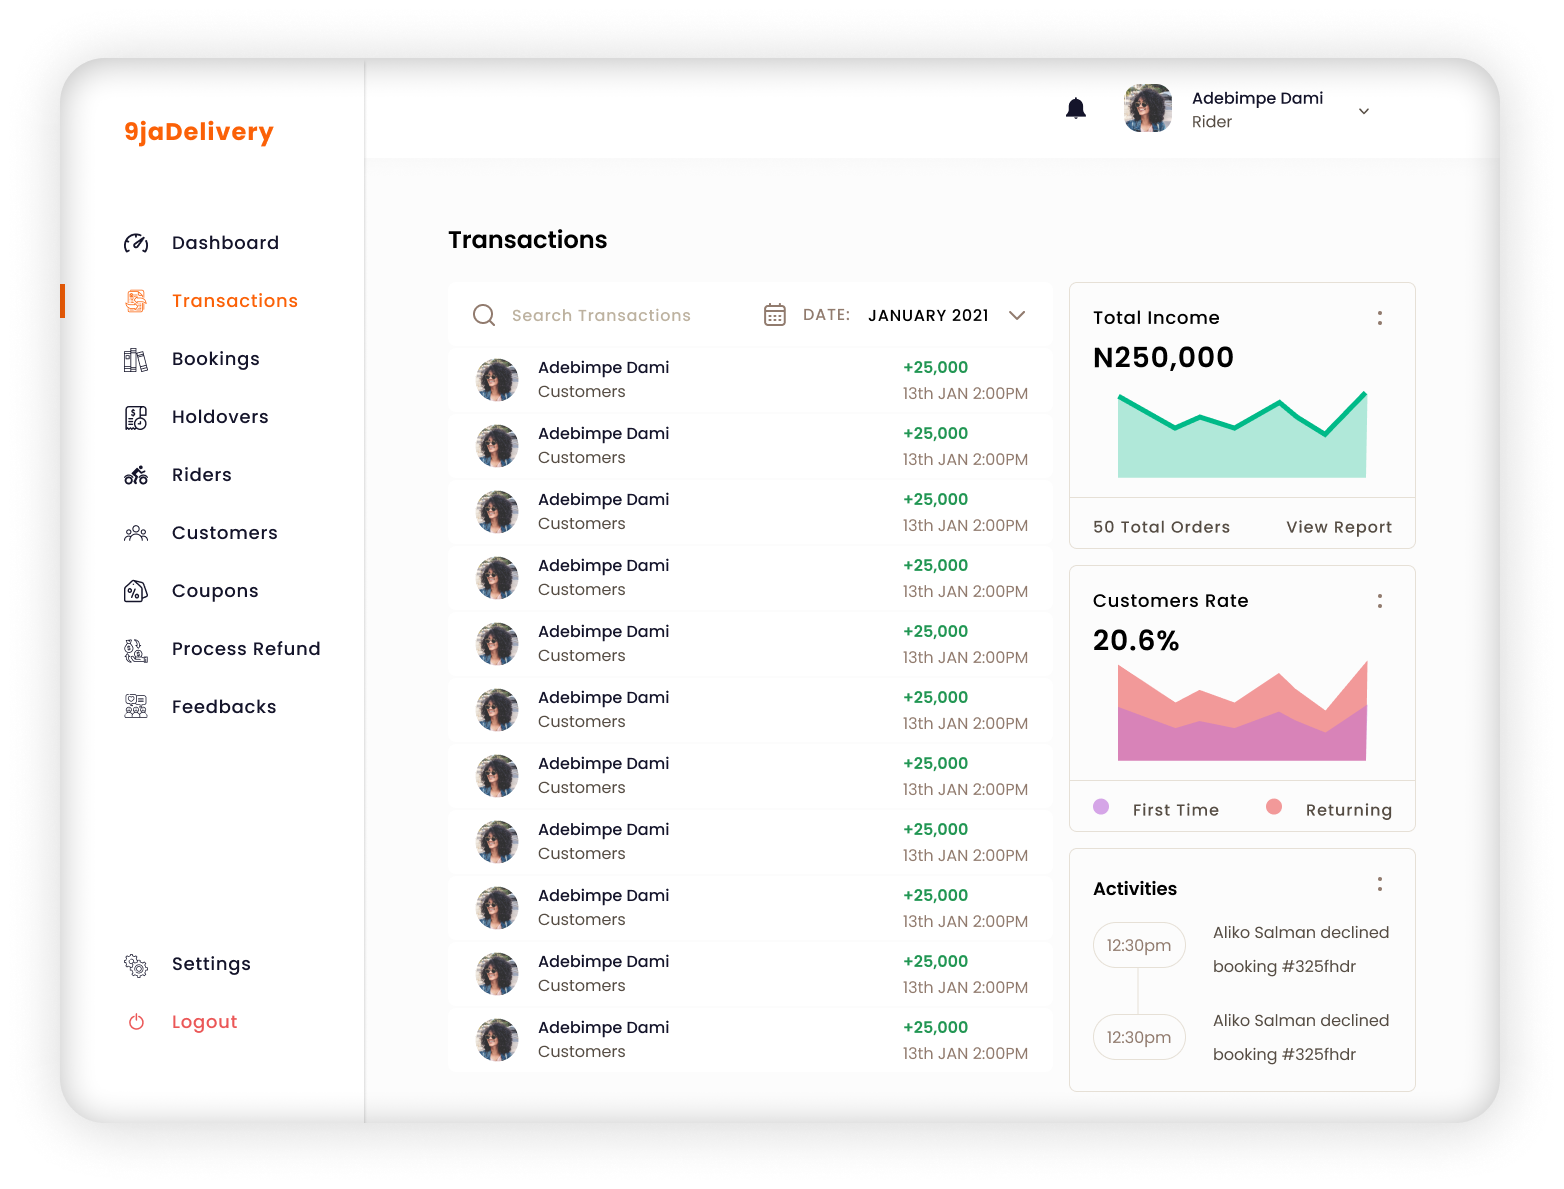 9jaDelivery
Adebimpe Dami
Rider
Dashboard
Transactions
Bookings
Holdovers
Riders
Customers
Coupons
Process Refund
Feedbacks
Settings
Logout
Transactions
Search Transactions
DATE: JANUARY 2021
Adebimpe Dami +25,000
Customers 13th JAN 2:00PM
Adebimpe Dami +25,000
Customers 13th JAN 2:00PM
Adebimpe Dami +25,000
Customers 13th JAN 2:00PM
Adebimpe Dami +25,000
Customers 13th JAN 2:00PM
Adebimpe Dami +25,000
Customers 13th JAN 2:00PM
Adebimpe Dami +25,000
Customers 13th JAN 2:00PM
Adebimpe Dami +25,000
Customers 13th JAN 2:00PM
Adebimpe Dami +25,000
Customers 13th JAN 2:00PM
Adebimpe Dami +25,000
Customers 13th JAN 2:00PM
Adebimpe Dami +25,000
Customers 13th JAN 2:00PM
Adebimpe Dami +25,000
Customers 13th JAN 2:00PM
Total Income
N250,000
50 Total Orders View Report
Customers Rate
20.6%
First Time Returning
Activities
12:30pm
Aliko Salman declined
booking #325fhdr
12:30pm
Aliko Salman declined
booking #325fhdr